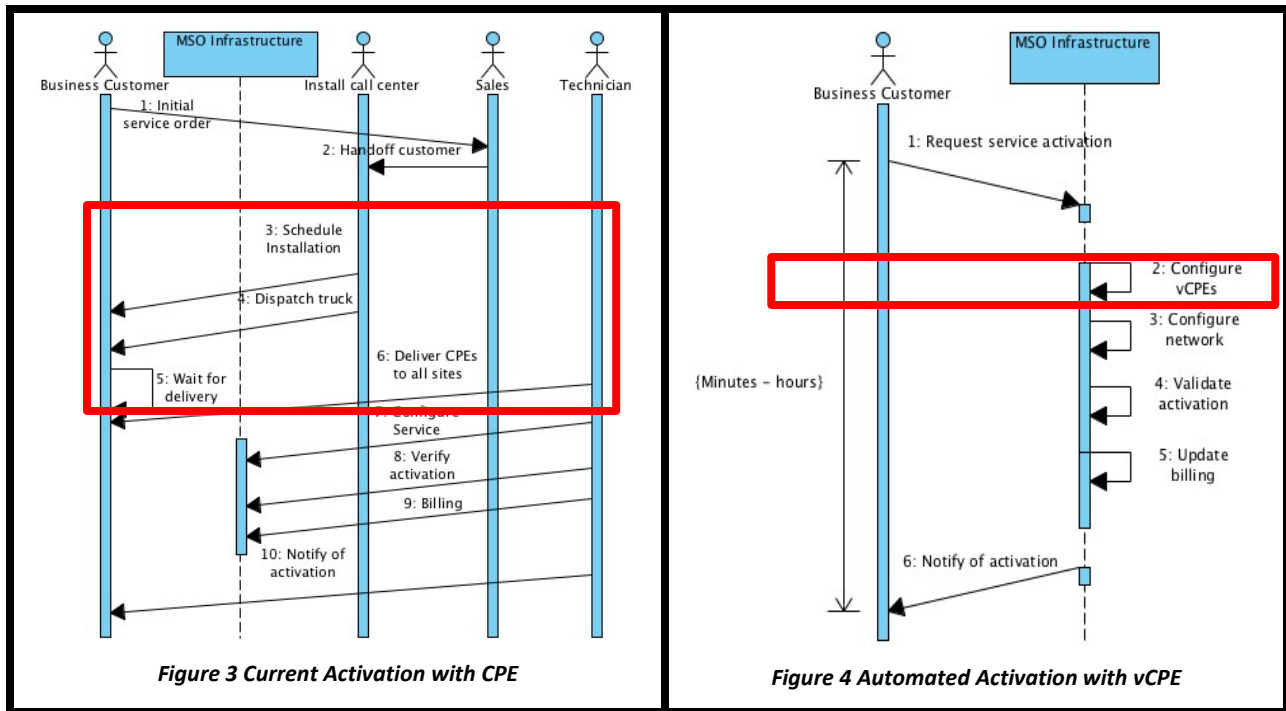 MSO Infrastructure
Business Customer
Install call center
Sales
Technician
1: Initial
service order
2: Handoff customer
3: Schedule
Installation
4: Dispatch truck
5: Wait for
delivery
6: Deliver CPEs
to all sites
7: Configure
Service
8: Verify
activation
9: Billing
10: Notify of
activation
Figure 3 Current Activation with CPE
MSO Infrastructure
Business Customer
1: Request service activation
2: Configure
vCPEs
3: Configure
network
{Minutes – hours}
4: Validate
activation
5: Update
billing
6: Notify of activation
Figure 4 Automated Activation with vCPE